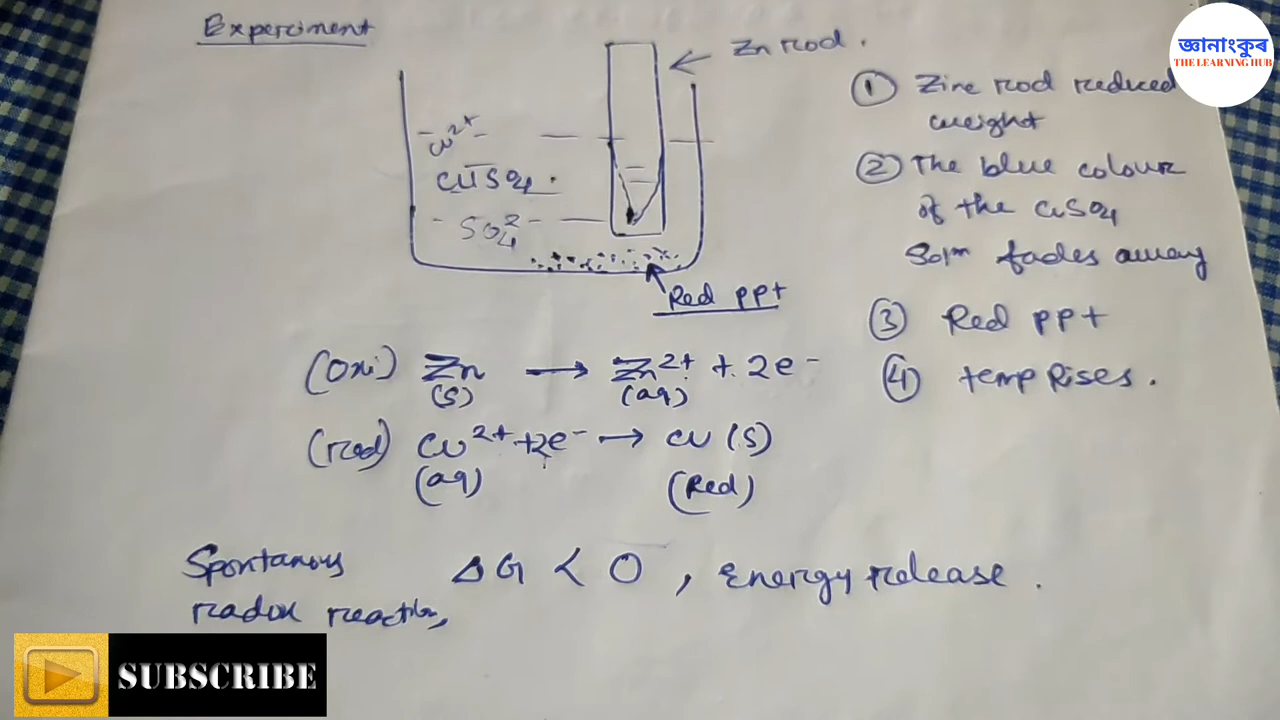 Experiment
Zn rod.
Cu²⁺
CuSO4.
SO4²⁻
Red ppt
① Zinc rod reduced
weight
② The blue colour
of the CuSO4
Solⁿ fades away
③ Red ppt
④ temp Rises.
(Oxi) Zn → Zn²⁺ + 2e⁻
(s) (aq)
(red) Cu²⁺ + 2e⁻ → Cu (s)
(aq) (Red)
Spontanous ΔG < 0, Energy release.
redox reaction,
জ্ঞানাংকুৰ
THE LEARNING HUB
SUBSCRIBE